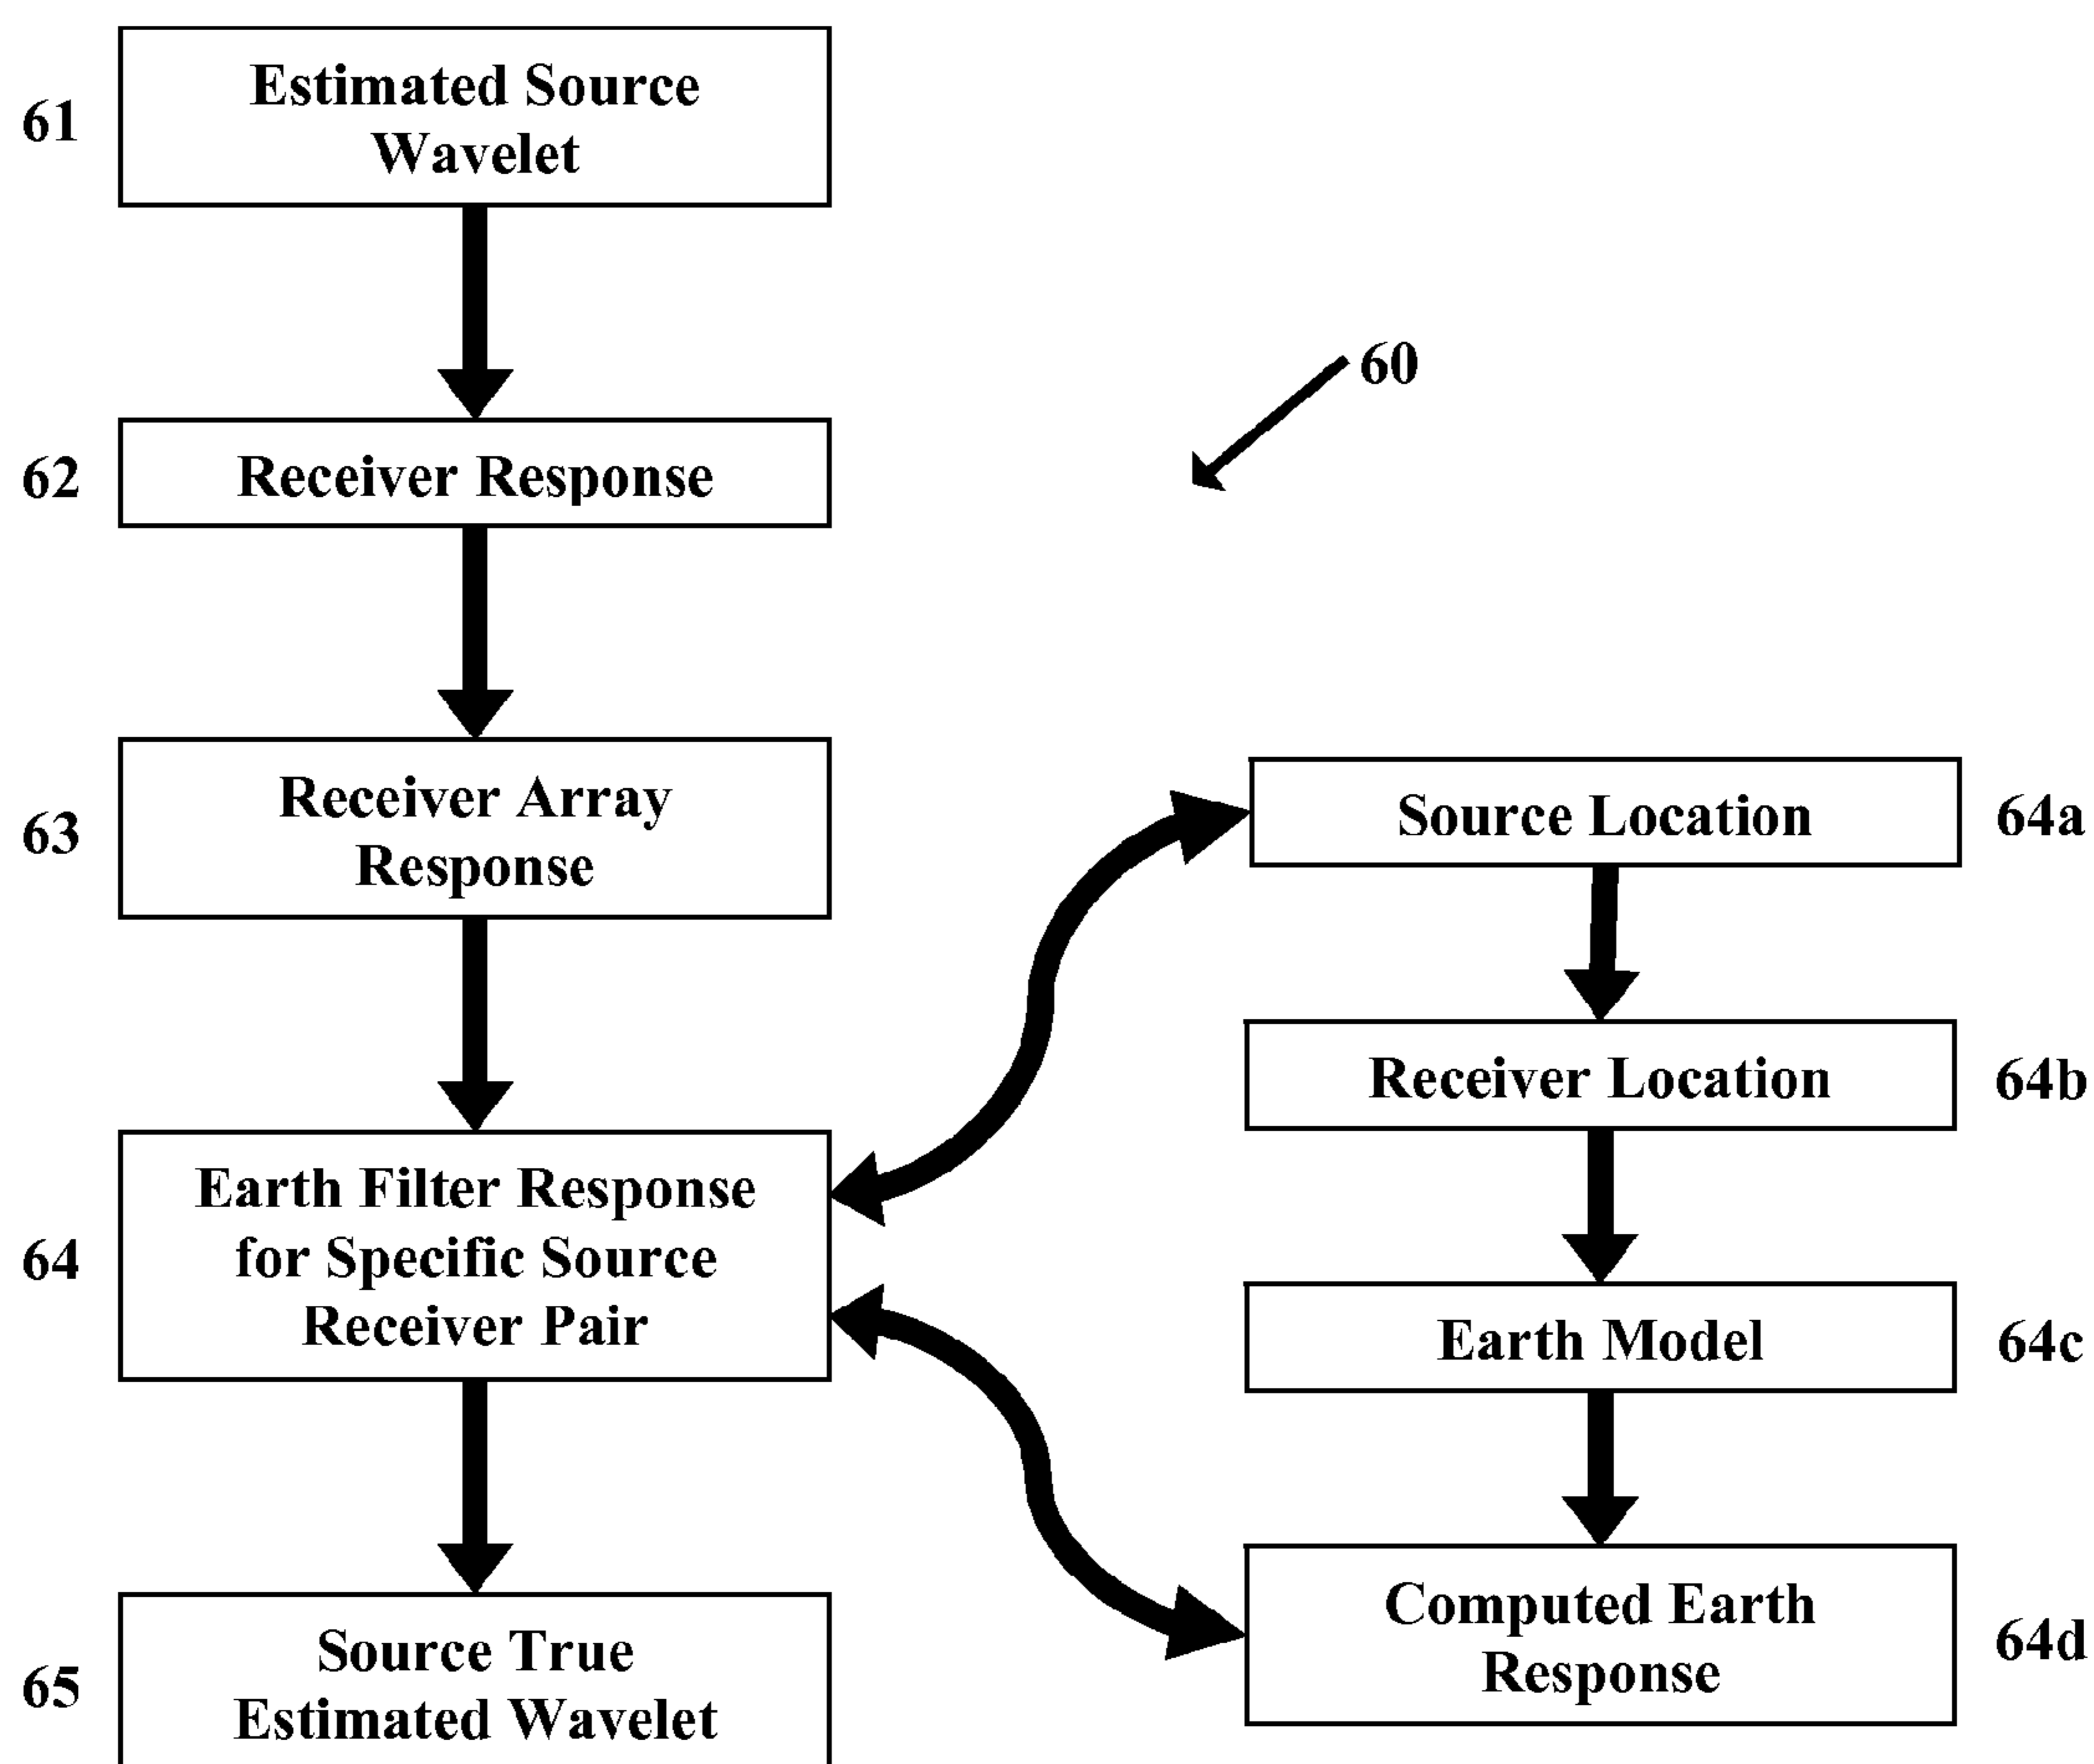 61
Estimated Source
Wavelet
60
62
Receiver Response
63
Receiver Array
Response
64
Earth Filter Response
for Specific Source
Receiver Pair
65
Source True
Estimated Wavelet
Source Location
64a
Receiver Location
64b
Earth Model
64c
Computed Earth
Response
64d